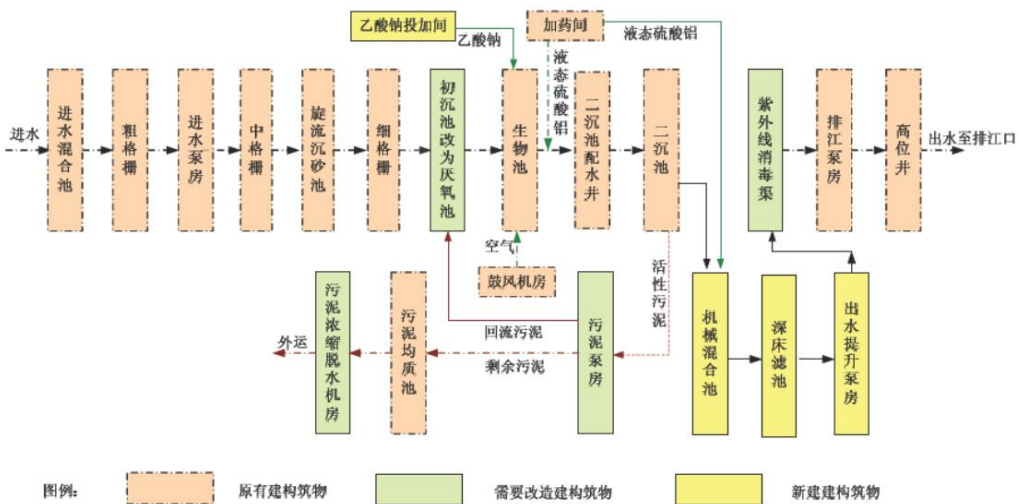 乙酸钠投加间
乙酸钠
加药间
液态硫酸铝
液态硫酸铝
进水
进水混合池
粗格栅
进水泵房
中格栅
旋流沉砂池
细格栅
初沉池改为厌氧池
生物池
二沉池配水井
二沉池
紫外线消毒渠
排江泵房
高位井
出水至排江口
空气
鼓风机房
活性污泥
外运
污泥浓缩脱水机房
污泥均质池
回流污泥
剩余污泥
污泥泵房
机械混合池
深床滤池
出水提升泵房
图例:
原有建构筑物
需要改造建构筑物
新建建构筑物